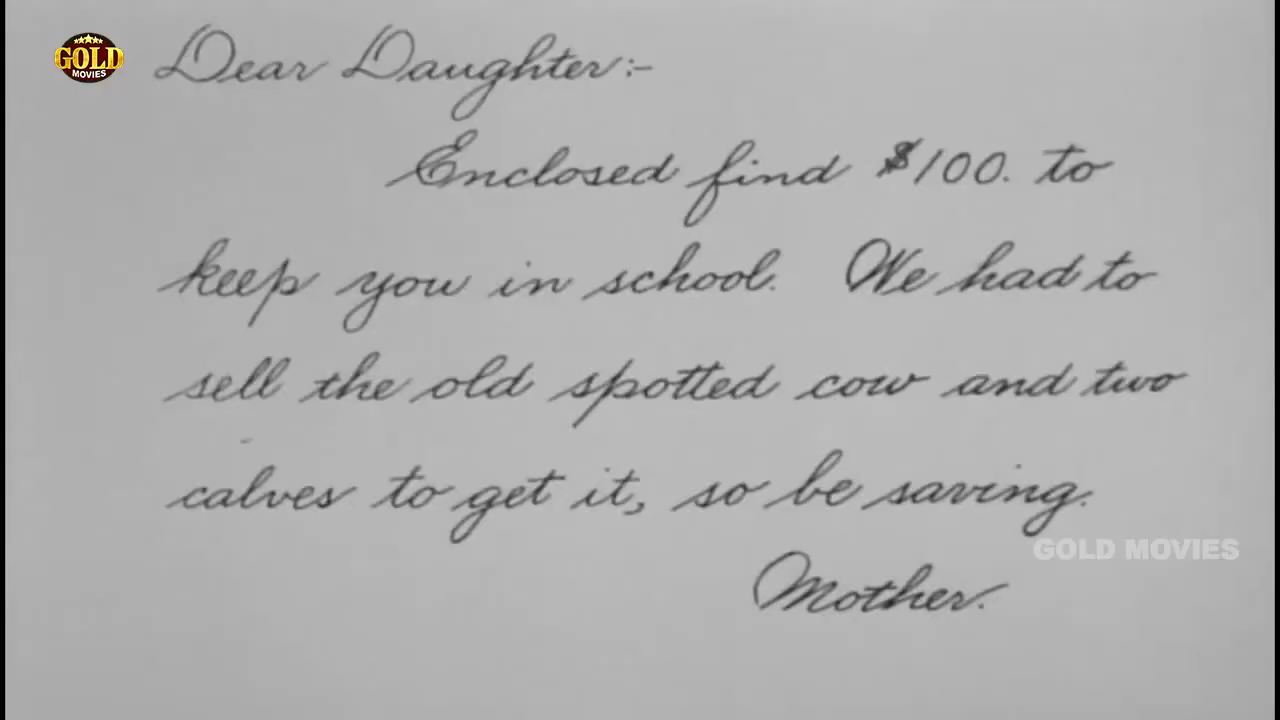 GOLD
MOVIES
Dear Daughter:-
Enclosed find $100. to
keep you in school. We had to
sell the old spotted cow and two
calves to get it, so be saving.
GOLD MOVIES
Mother.